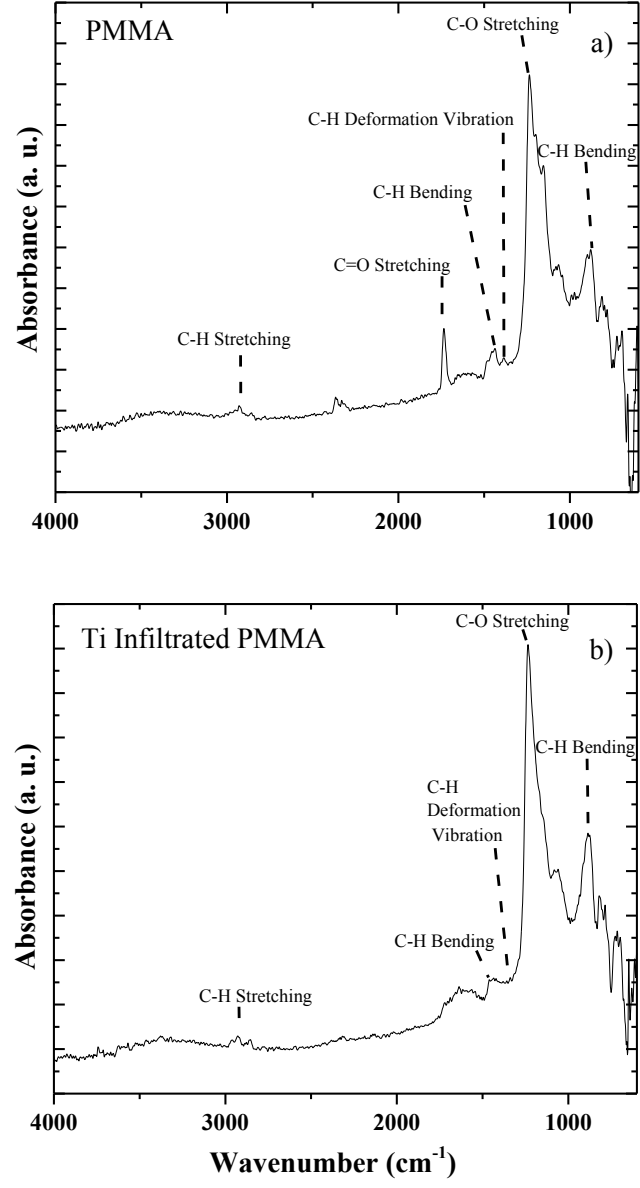 PMMA
C-O Stretching
a)
C-H Deformation Vibration
C-H Bending
C-H Bending
C=O Stretching
C-H Stretching
Absorbance (a. u.)
4000 3000 2000 1000
Ti Infiltrated PMMA
C-O Stretching
b)
C-H Bending
C-H
Deformation
Vibration
C-H Bending
C-H Stretching
Absorbance (a. u.)
4000 3000 2000 1000
Wavenumber (cm⁻¹)